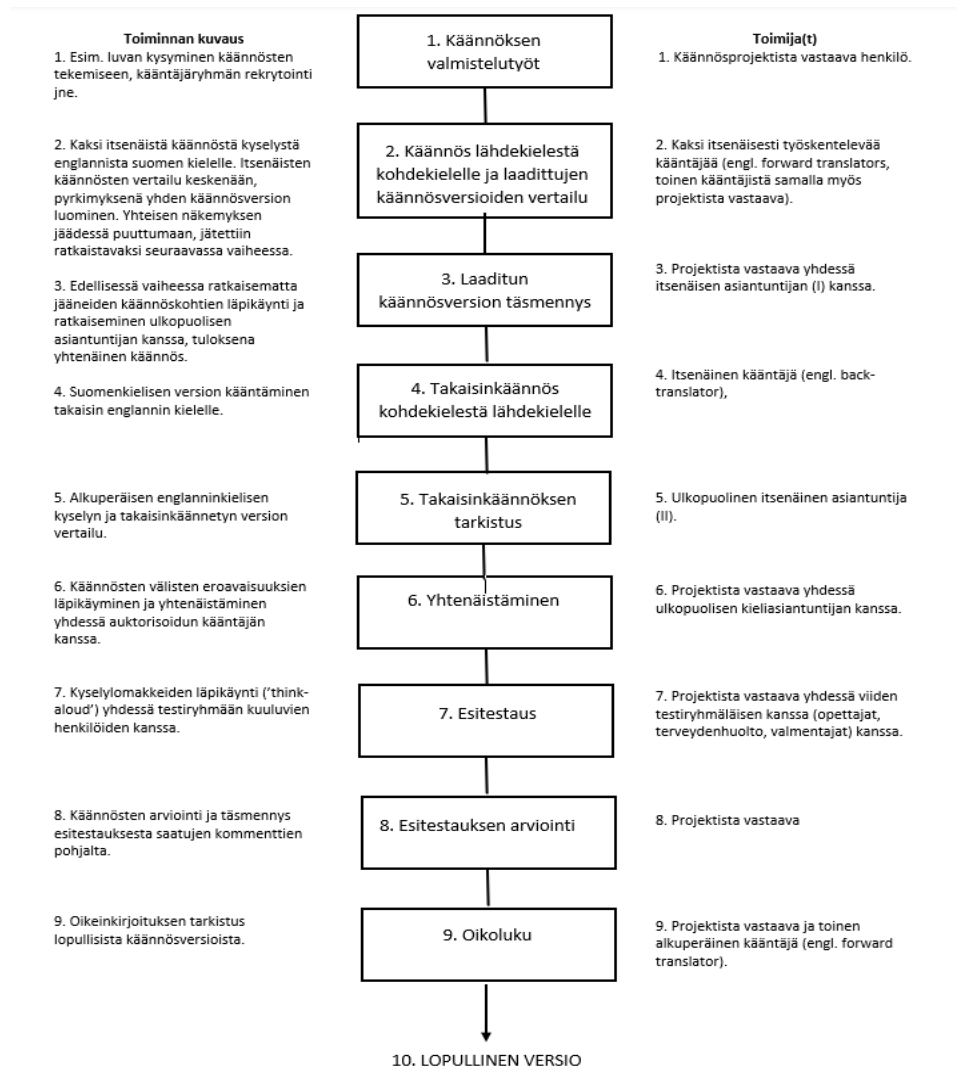 Toiminnan kuvaus
1. Esim. luvan kysyminen käännösten
tekemiseen, kääntäjäryhmän rekrytointi
jne.
1. Käännöksen
valmistelutyöt
Toimija(t)
1. Käännösprojektista vastaava henkilö.
2. Kaksi itsenäistä käännöstä kyselystä
englannista suomen kielelle. Itsenäisten
käännösten vertailu keskenään,
pyrkimyksenä yhden käännösversion
luominen. Yhteisen näkemyksen
jäädessä puuttumaan, jätettiin
ratkaistavaksi seuraavassa vaiheessa.
2. Käännös lähdekielestä
kohdekielelle ja laadittujen
käännösversioiden vertailu
2. Kaksi itsenäisesti työskentelevää
kääntäjää (engl. forward translators,
toinen kääntäjistä samalla myös
projektista vastaava).
3. Edellisessä vaiheessa ratkaisematta
jääneiden käännöskohtien läpikäynti ja
ratkaiseminen ulkopuolisen
asiantuntijan kanssa, tuloksena
yhtenäinen käännös.
3. Laaditun
käännösversion täsmennys
3. Projektista vastaava yhdessä
itsenäisen asiantuntijan (I) kanssa.
4. Suomenkielisen version kääntäminen
takaisin englannin kielelle.
4. Takaisinkäännös
kohdekielestä lähdekielelle
4. Itsenäinen kääntäjä (engl. back-
translator),
5. Alkuperäisen englanninkielisen
kyselyn ja takaisinkäännetyn version
vertailu.
5. Takaisinkäännöksen
tarkistus
5. Ulkopuolinen itsenäinen asiantuntija
(II).
6. Käännösten välisten eroavaisuuksien
läpikäyminen ja yhtenäistäminen
yhdessä auktorisoidun kääntäjän
kanssa.
6. Yhtenäistäminen
6. Projektista vastaava yhdessä
ulkopuolisen kieliasiantuntijan kanssa.
7. Kyselylomakkeiden läpikäynti ('think-
aloud') yhdessä testiryhmään kuuluvien
henkilöiden kanssa.
7. Esitestaus
7. Projektista vastaava yhdessä viiden
testiryhmäläisen kanssa (opettajat,
terveydenhuolto, valmentajat) kanssa.
8. Käännösten arviointi ja täsmennys
esitestauksesta saatujen kommenttien
pohjalta.
8. Esitestauksen arviointi
8. Projektista vastaava
9. Oikeinkirjoituksen tarkistus
lopullisista käännösversioista.
9. Oikoluku
9. Projektista vastaava ja toinen
alkuperäinen kääntäjä (engl. forward
translator).
10. LOPULLINEN VERSIO